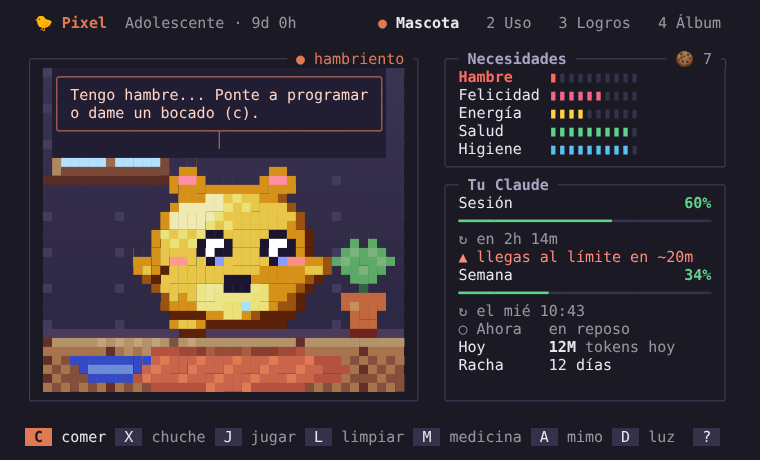 Pixel Adolescente · 9d 0h ● Mascota 2 Uso 3 Logros 4 Álbum
● hambriento
Tengo hambre... Ponte a programar
o dame un bocado (c).
Necesidades 7
Hambre
Felicidad
Energía
Salud
Higiene
Tu Claude
Sesión 60%
↻ en 2h 14m
▲ llegas al límite en ~20m
Semana 34%
↻ el mié 10:43
○ Ahora en reposo
Hoy 12M tokens hoy
Racha 12 días
C comer X chuche J jugar L limpiar M medicina A mimo D luz ?